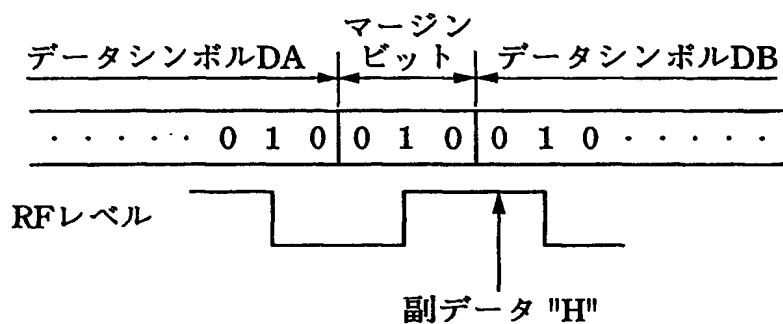 マージン
データシンボルDA ビット データシンボルDB
· · · · · 0 1 0 0 1 0 0 1 0 · · · · ·
RFレベル
副データ "H"